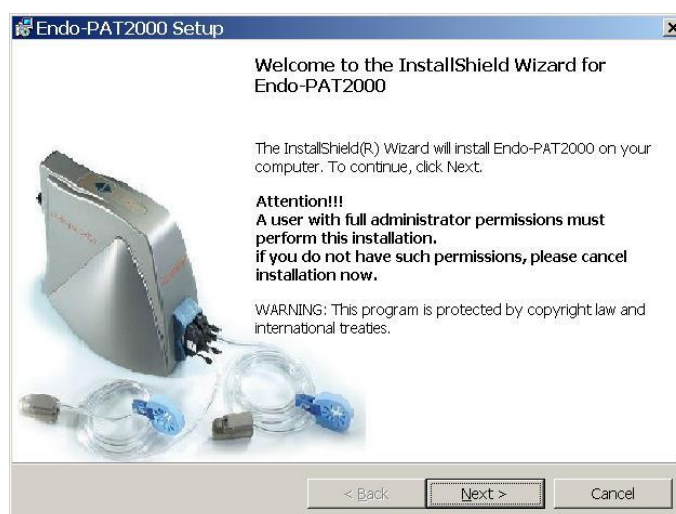 Endo-PAT2000 Setup
Welcome to the InstallShield Wizard for
Endo-PAT2000
The InstallShield(R) Wizard will install Endo-PAT2000 on your
computer. To continue, click Next.
Attention!!!
A user with full administrator permissions must
perform this installation.
if you do not have such permissions, please cancel
installation now.
WARNING: This program is protected by copyright law and
international treaties.
< Back
Next >
Cancel